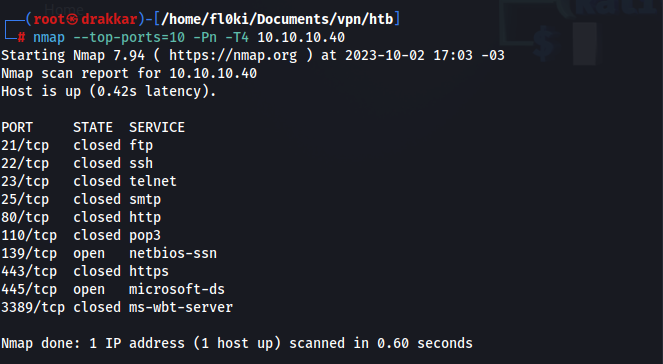 Home
(kali
┌──(root㉿drakkar)-[/home/fl0ki/Documents/vpn/htb]
└─# nmap --top-ports=10 -Pn -T4 10.10.10.40
$
Starting Nmap 7.94 ( https://nmap.org ) at 2023-10-02 17:03 -03
Nmap scan report for 10.10.10.40
Host is up (0.42s latency).
PORT     STATE  SERVICE
21/tcp   closed ftp
22/tcp   closed ssh
23/tcp   closed telnet
25/tcp   closed smtp
80/tcp   closed http
110/tcp  closed pop3
139/tcp  open   netbios-ssn
443/tcp  closed https
445/tcp  open   microsoft-ds
3389/tcp closed ms-wbt-server
Nmap done: 1 IP address (1 host up) scanned in 0.60 seconds